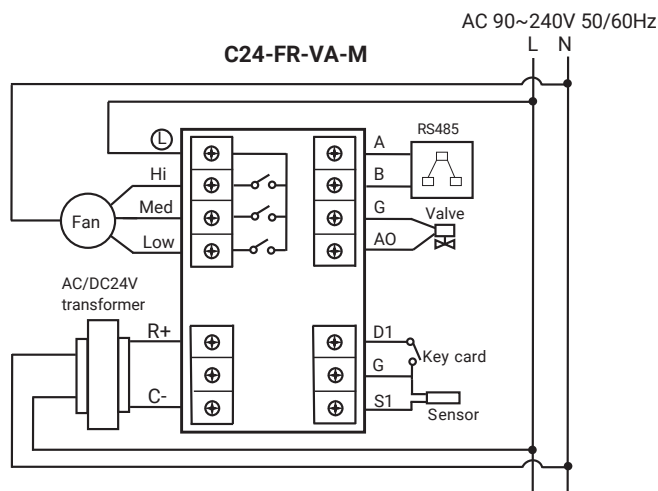 AC 90~240V 50/60Hz
L N
C24-FR-VA-M
L
Hi
Med
Low
Fan
A
B
G
AO
RS485
Valve
AC/DC24V
transformer
R+
C-
D1
G
S1
Key card
Sensor